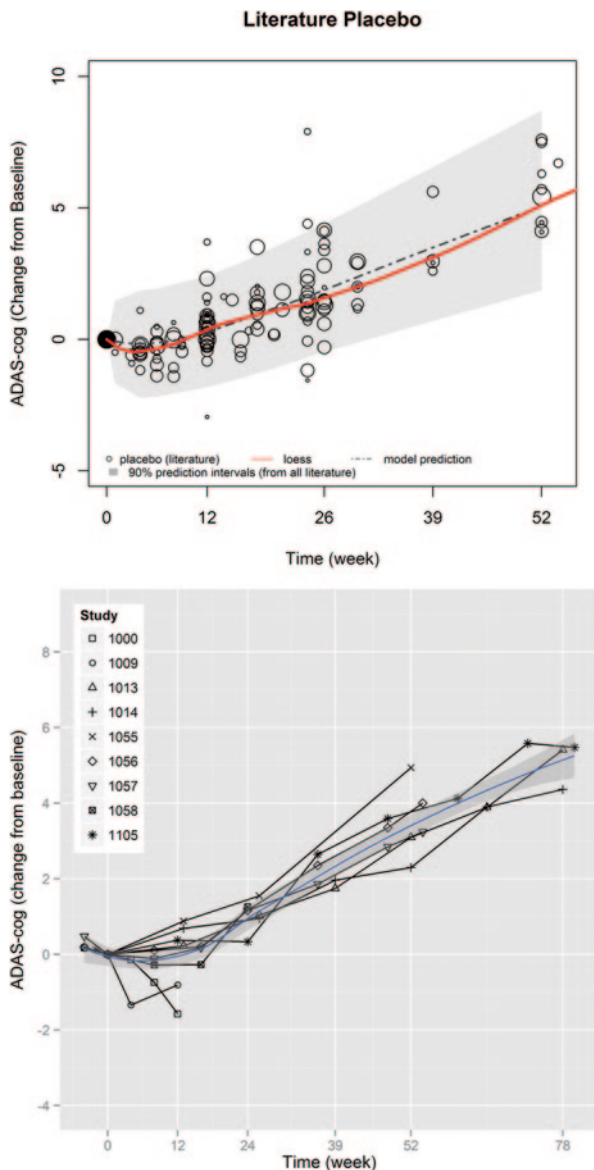 Literature Placebo
10
5
0
-5
ADAS-cog (Change from Baseline)
placebo (literature) loess model prediction
90% prediction intervals (from all literature)
0 12 26 39 52
Time (week)
Study
1000
1009
1013
1014
1055
1056
1057
1058
1105
8
6
4
2
0
-2
-4
ADAS-cog (change from baseline)
0 12 24 39 52 78
Time (week)